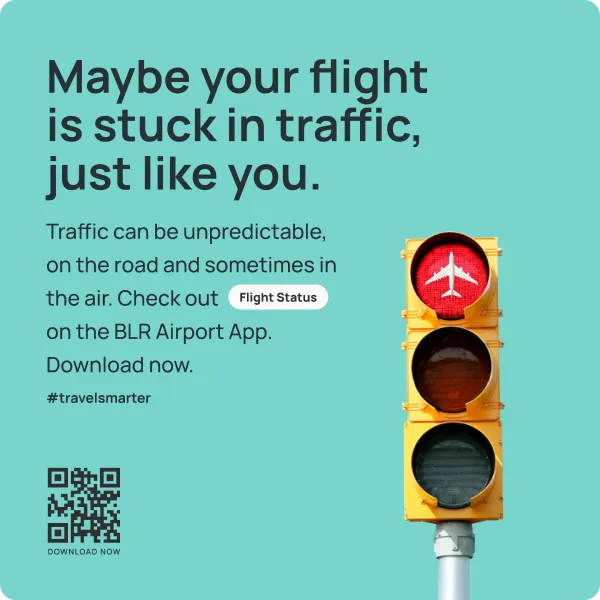 Maybe your flight
is stuck in traffic,
just like you.
Traffic can be unpredictable,
on the road and sometimes in
the air. Check out Flight Status
on the BLR Airport App.
Download now.
#travelsmarter
DOWNLOAD NOW